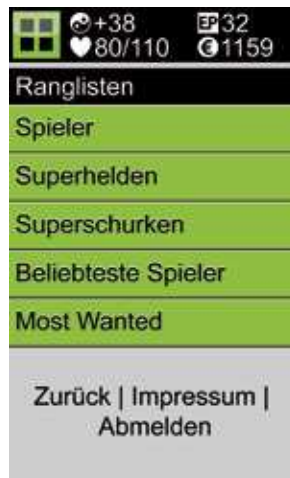 +38 EP 32
80/110 € 1159
Ranglisten
Spieler
Superhelden
Superschurken
Beliebteste Spieler
Most Wanted
Zurück | Impressum |
Abmelden